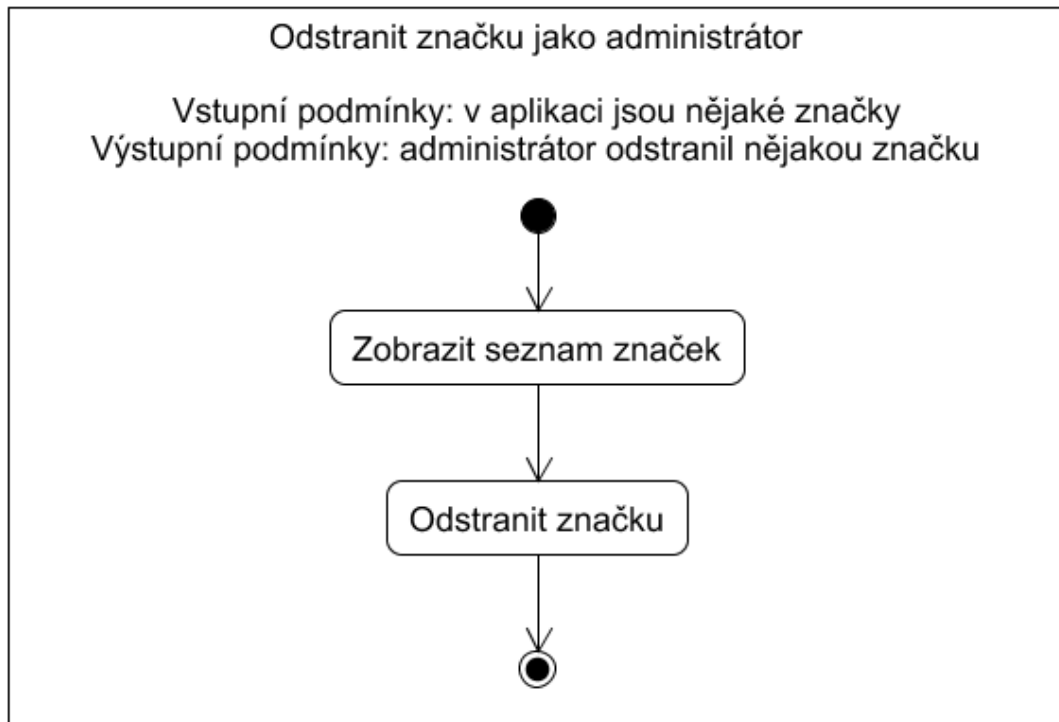 Odstranit značku jako administrátor
Vstupní podmínky: v aplikaci jsou nějaké značky
Výstupní podmínky: administrátor odstranil nějakou značku
Zobrazit seznam značek
Odstranit značku